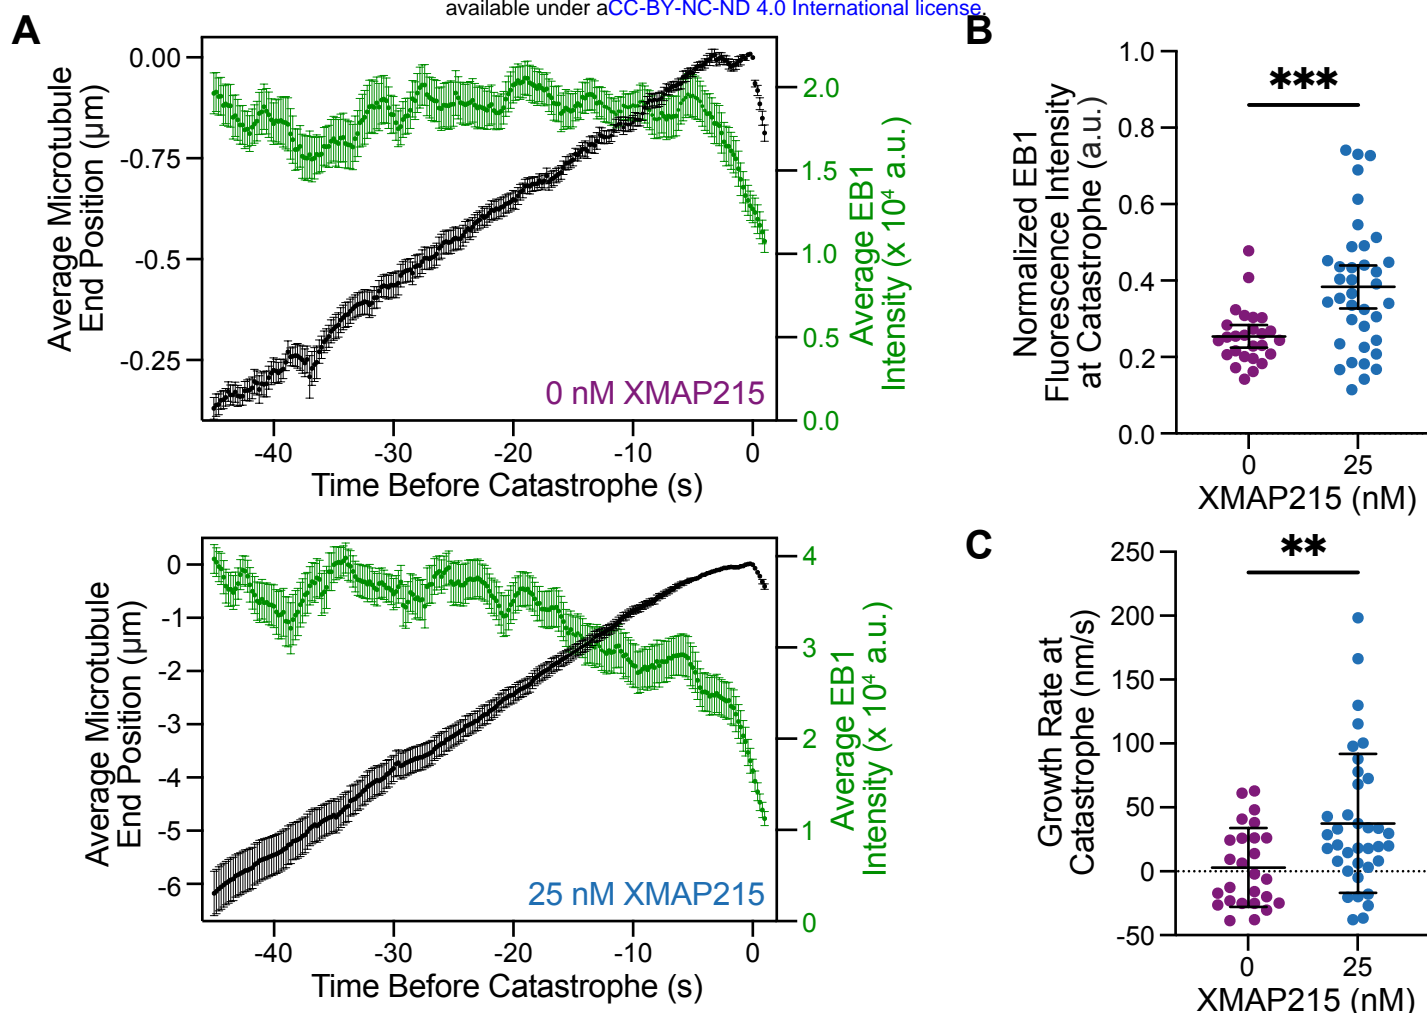 available under aCC-BY-NC-ND 4.0 International license.
A
0.00
-0.75
-0.5
-0.25
Average Microtubule
End Position (µm)
2.0
1.5
1.0
0.5
0.0
Average EB1
Intensity (x 10⁴ a.u.)
0 nM XMAP215
-40
-30
-20
-10
0
Time Before Catastrophe (s)
0
-1
-2
-3
-4
-5
-6
Average Microtubule
End Position (µm)
4
3
2
1
0
Average EB1
Intensity (x 10⁴ a.u.)
25 nM XMAP215
-40
-30
-20
-10
0
Time Before Catastrophe (s)
B
1.0
0.8
0.6
0.4
0.2
0.0
Normalized EB1
Fluorescence Intensity
at Catastrophe (a.u.)
***
0
25
XMAP215 (nM)
C
250
200
150
100
50
0
-50
Growth Rate at
Catastrophe (nm/s)
**
0
25
XMAP215 (nM)